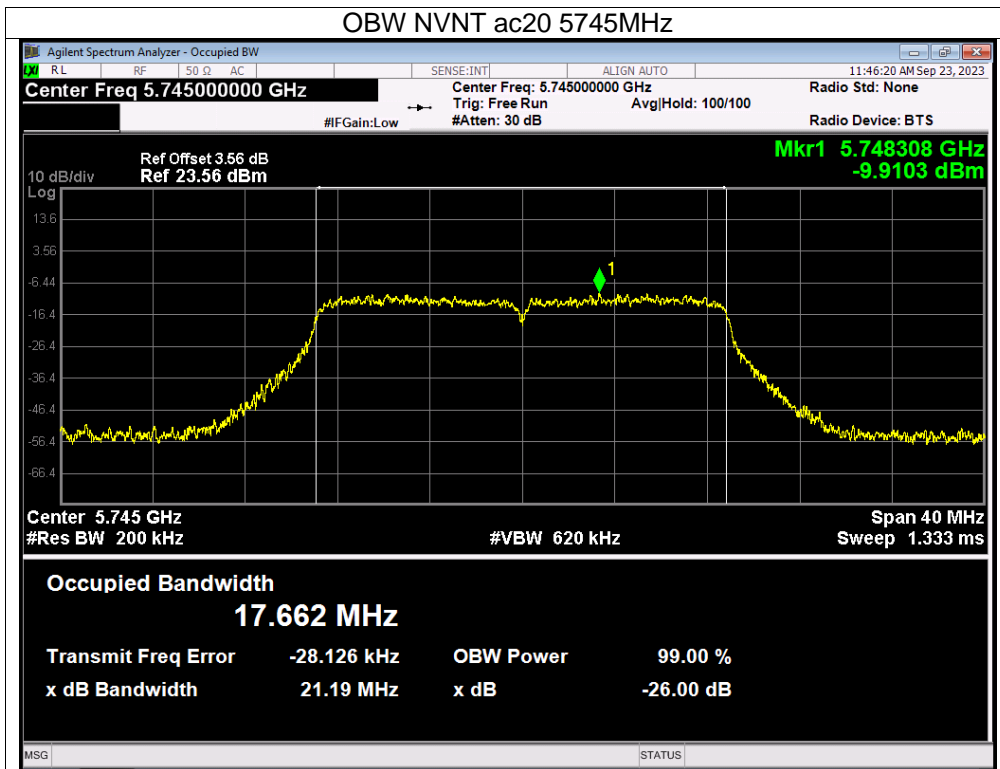 OBW NVNT ac20 5745MHz
Agilent Spectrum Analyzer - Occupied BW
LXI RL RF 50 Ω AC SENSE:INT ALIGN AUTO 11:46:20 AM Sep 23, 2023
Center Freq 5.745000000 GHz Center Freq: 5.745000000 GHz Radio Std: None
Trig: Free Run Avg|Hold: 100/100
#IFGain:Low #Atten: 30 dB Radio Device: BTS
Mkr1 5.748308 GHz
-9.9103 dBm
Ref Offset 3.56 dB
10 dB/div Ref 23.56 dBm
Log
13.6
3.56
1
-6.44
-16.4
-26.4
-36.4
-46.4
-56.4
-66.4
Center 5.745 GHz Span 40 MHz
#Res BW 200 kHz #VBW 620 kHz Sweep 1.333 ms
Occupied Bandwidth
17.662 MHz
Transmit Freq Error -28.126 kHz OBW Power 99.00 %
x dB Bandwidth 21.19 MHz x dB -26.00 dB
MSG STATUS